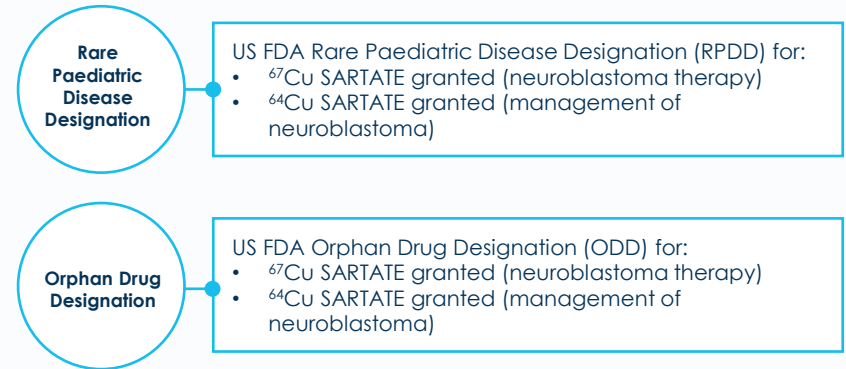 Rare
Paediatric
Disease
Designation
US FDA Rare Paediatric Disease Designation (RPDD) for:
• ⁶⁷Cu SARTATE granted (neuroblastoma therapy)
• ⁶⁴Cu SARTATE granted (management of
neuroblastoma)
Orphan Drug
Designation
US FDA Orphan Drug Designation (ODD) for:
• ⁶⁷Cu SARTATE granted (neuroblastoma therapy)
• ⁶⁴Cu SARTATE granted (management of
neuroblastoma)